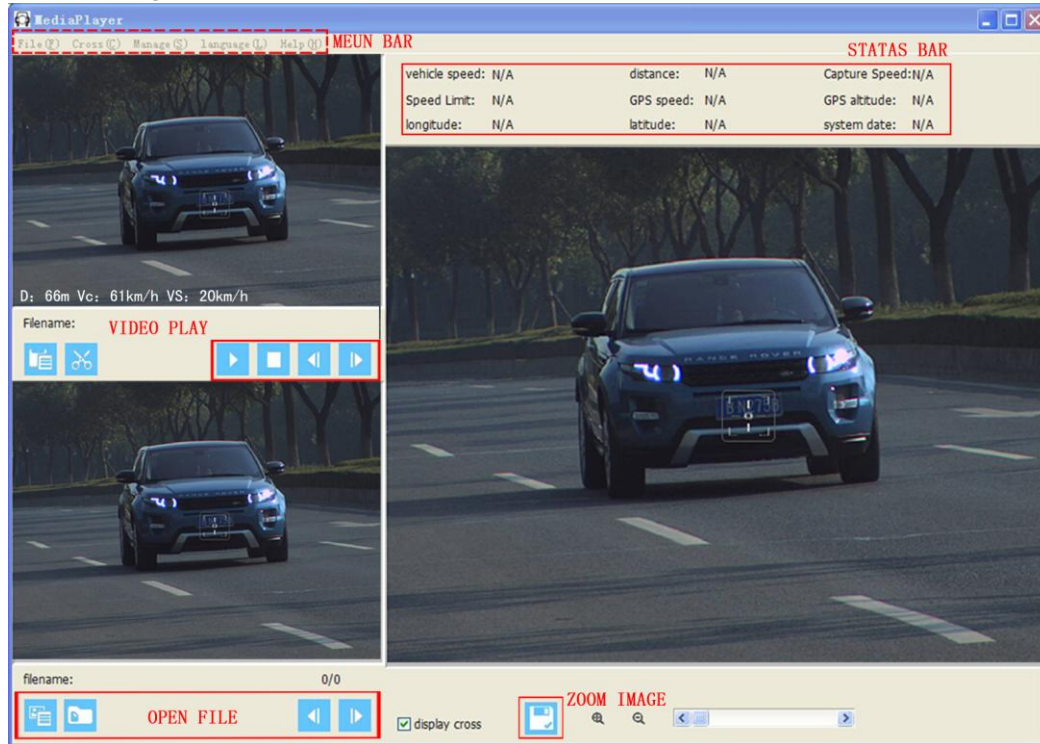 MediaPlayer
File(F) Cross(C) Manage(S) language(L) Help(H) MEUN BAR
STATAS BAR
vehicle speed: N/A distance: N/A Capture Speed:N/A
Speed Limit: N/A GPS speed: N/A GPS altitude: N/A
longitude: N/A latitude: N/A system date: N/A
D: 66m Vc: 61km/h VS: 20km/h
Filename: VIDEO PLAY
RANGE ROVER
filename: 0/0
OPEN FILE
ZOOM IMAGE
display cross